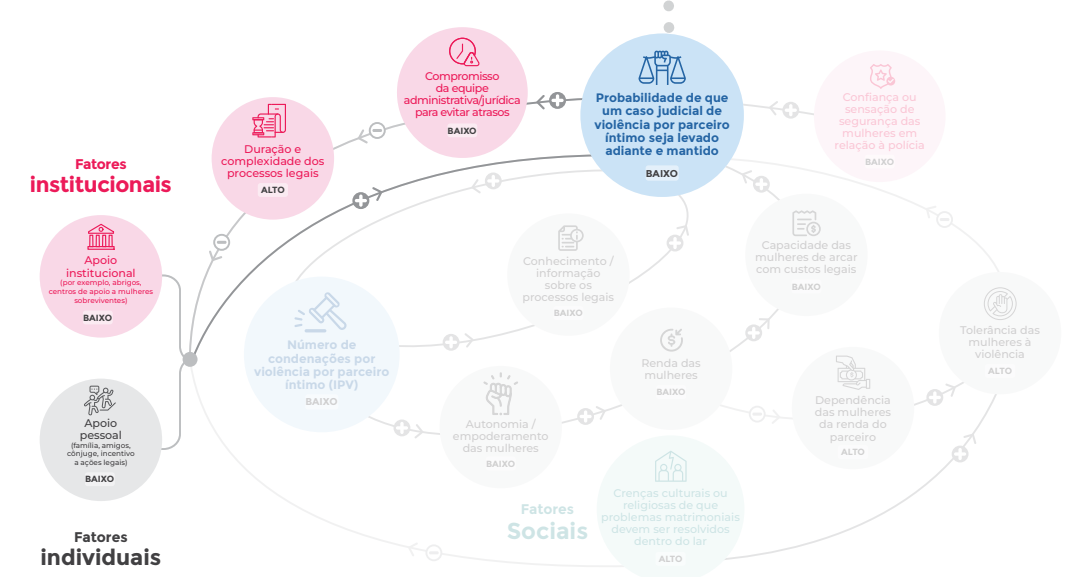 Compromisso
da equipe
administrativa/jurídica
para evitar atrasos
BAIXO
Probabilidade de que
um caso judicial de
violência por parceiro
íntimo seja levado
adiante e mantido
BAIXO
Confiança ou
sensação de
segurança das
mulheres em
relação à polícia
BAIXO
Duração e
complexidade dos
processos legais
ALTO
Fatores
institucionais
Apoio
institucional
(por exemplo, abrigos,
centros de apoio a mulheres
sobreviventes)
BAIXO
Conhecimento /
informação
sobre os
processos legais
BAIXO
Capacidade das
mulheres de arcar
com custos legais
BAIXO
Número de
condenações por
violência por parceiro
íntimo (IPV)
BAIXO
Renda das
mulheres
BAIXO
Tolerância das
mulheres à
violência
ALTO
Apoio
pessoal
(família, amigos,
cônjuge, incentivo
a ações legais)
BAIXO
Autonomia /
empoderamento
das mulheres
BAIXO
Dependência
das mulheres
da renda do
parceiro
ALTO
Crenças culturais ou
religiosas de que
problemas matrimoniais
devem ser resolvidos
dentro do lar
ALTO
Fatores
Sociais
Fatores
individuais